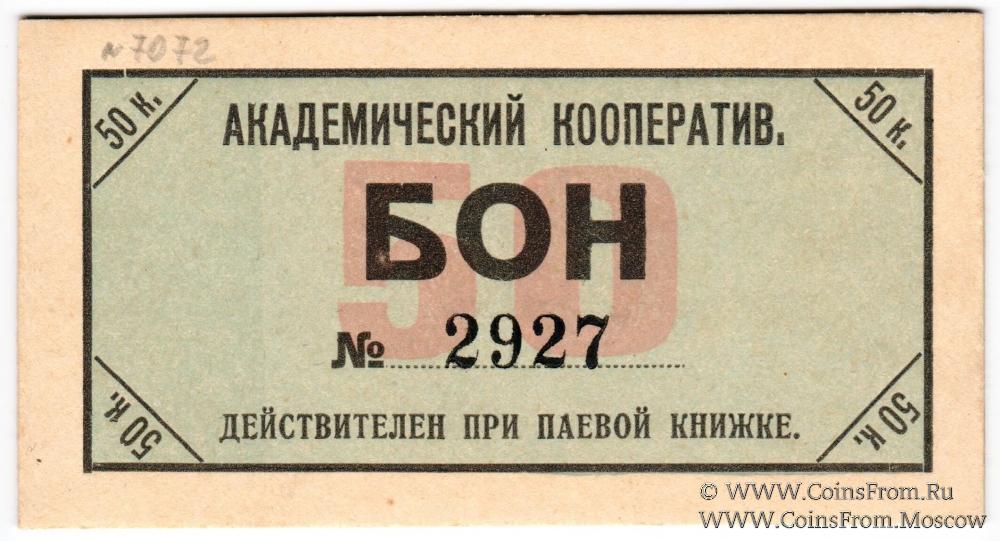 №7072
50 к.
50 к.
АКАДЕМИЧЕСКИЙ КООПЕРАТИВ.
50
БОН
№ 2927
ДЕЙСТВИТЕЛЕН ПРИ ПАЕВОЙ КНИЖКЕ.
50 к.
50 к.
© WWW.CoinsFrom.Ru
WWW.CoinsFrom.Moscow